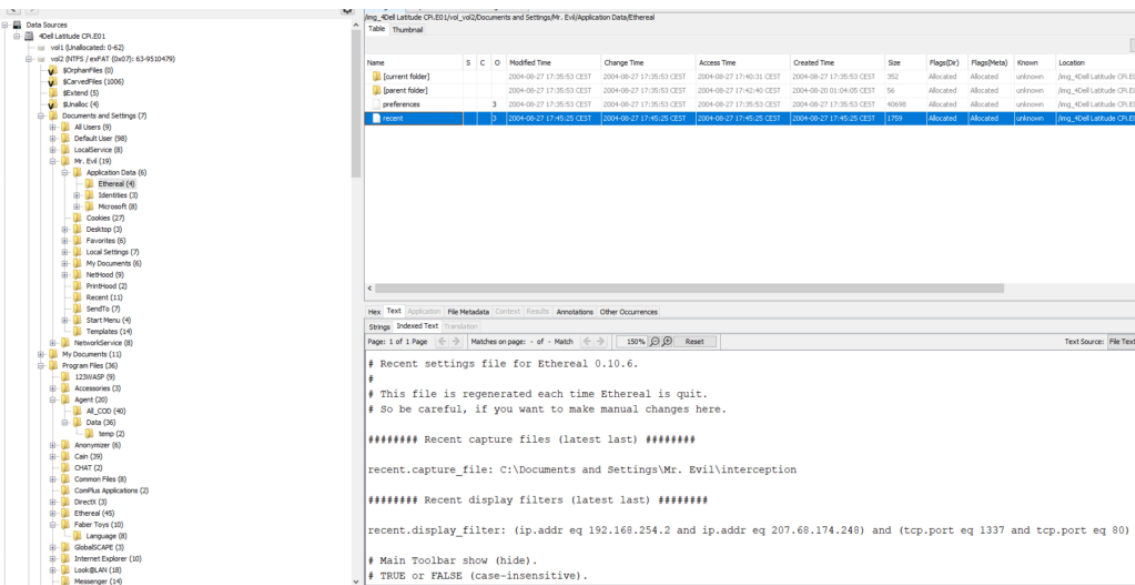 Data Sources
4Dell Latitude CPi.E01
vol1 (Unallocated: 0-62)
vol2 (NTFS / exFAT (0x07): 63-9510479)
$OrphanFiles (0)
$CarvedFiles (1006)
$Extend (5)
$Unalloc (4)
Documents and Settings (7)
All Users (9)
Default User (98)
LocalService (8)
Mr. Evil (19)
Application Data (6)
Ethereal (4)
Identities (3)
Microsoft (8)
Cookies (27)
Desktop (3)
Favorites (6)
Local Settings (7)
My Documents (6)
NetHood (9)
PrintHood (2)
Recent (11)
SendTo (7)
Start Menu (4)
Templates (14)
NetworkService (8)
My Documents (11)
Program Files (36)
123WASP (9)
Accessories (3)
Agent (20)
All_COD (40)
Data (36)
temp (2)
Anonymizer (6)
Cain (39)
CHAT (2)
Common Files (8)
ComPlus Applications (2)
DirectX (3)
Ethereal (45)
Faber Toys (10)
Language (8)
GlobalSCAPE (3)
Internet Explorer (10)
Look@LAN (18)
Messenger (14)
/img_4Dell Latitude CPi.E01/vol_vol2/Documents and Settings/Mr. Evil/Application Data/Ethereal
Table Thumbnail
Name S C O Modified Time Change Time Access Time Created Time Size Flags(Dir) Flags(Meta) Known Location
[current folder] 2004-08-27 17:35:53 CEST 2004-08-27 17:35:53 CEST 2004-08-27 17:40:31 CEST 2004-08-27 17:35:53 CEST 352 Allocated Allocated unknown /img_4Dell Latitude CPi.E0
[parent folder] 2004-08-27 17:35:53 CEST 2004-08-27 17:35:53 CEST 2004-08-27 17:42:40 CEST 2004-08-20 01:04:05 CEST 56 Allocated Allocated unknown /img_4Dell Latitude CPi.E0
preferences 3 2004-08-27 17:35:53 CEST 2004-08-27 17:35:53 CEST 2004-08-27 17:35:53 CEST 2004-08-27 17:35:53 CEST 40698 Allocated Allocated unknown /img_4Dell Latitude CPi.E0
recent 3 2004-08-27 17:45:25 CEST 2004-08-27 17:45:25 CEST 2004-08-27 17:45:25 CEST 2004-08-27 17:45:25 CEST 1759 Allocated Allocated unknown /img_4Dell Latitude CPi.E0
Hex Text Application File Metadata Context Results Annotations Other Occurrences
Strings Indexed Text Translation
Page: 1 of 1 Page Matches on page: - of - Match 150% Reset Text Source: File Text
# Recent settings file for Ethereal 0.10.6.
#
# This file is regenerated each time Ethereal is quit.
# So be careful, if you want to make manual changes here.
######## Recent capture files (latest last) ########
recent.capture_file: C:\Documents and Settings\Mr. Evil\interception
######## Recent display filters (latest last) ########
recent.display_filter: (ip.addr eq 192.168.254.2 and ip.addr eq 207.68.174.248) and (tcp.port eq 1337 and tcp.port eq 80)
# Main Toolbar show (hide).
# TRUE or FALSE (case-insensitive).